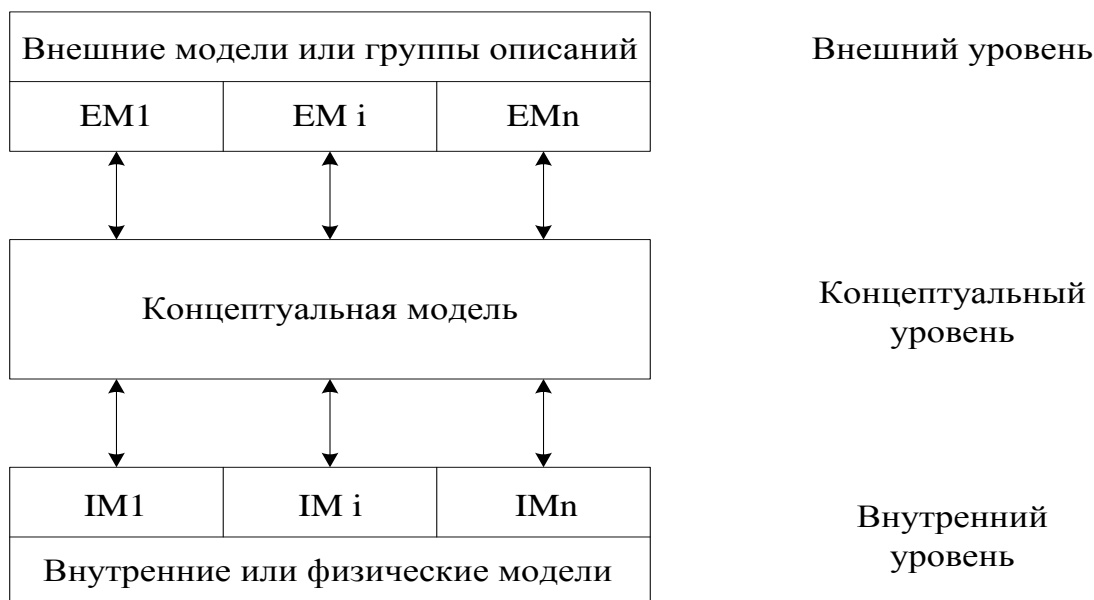 Внешние модели или группы описаний
Внешний уровень
EM1
EM i
EMn
Концептуальная модель
Концептуальный
уровень
IM1
IM i
IMn
Внутренний
уровень
Внутренние или физические модели